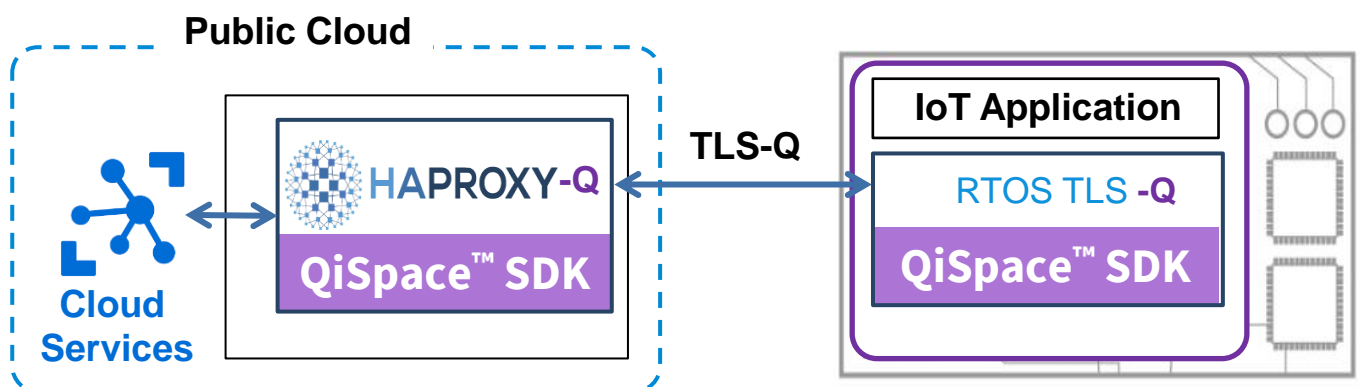 Public Cloud
Cloud
Services
HAPROXY-Q
QiSpace™ SDK
TLS-Q
IoT Application
RTOS TLS -Q
QiSpace™ SDK